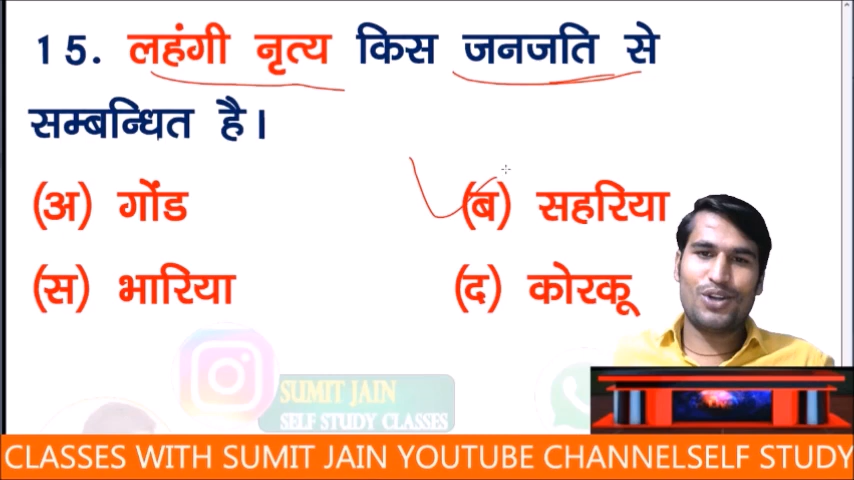 15. लहंगी नृत्य किस जनजति से
सम्बन्धित है।
(अ) गोंड
(ब) सहरिया
(स) भारिया
(द) कोरकू
SUMIT JAIN
SELF STUDY CLASSES
CLASSES WITH SUMIT JAIN YOUTUBE CHANNELSELF STUDY